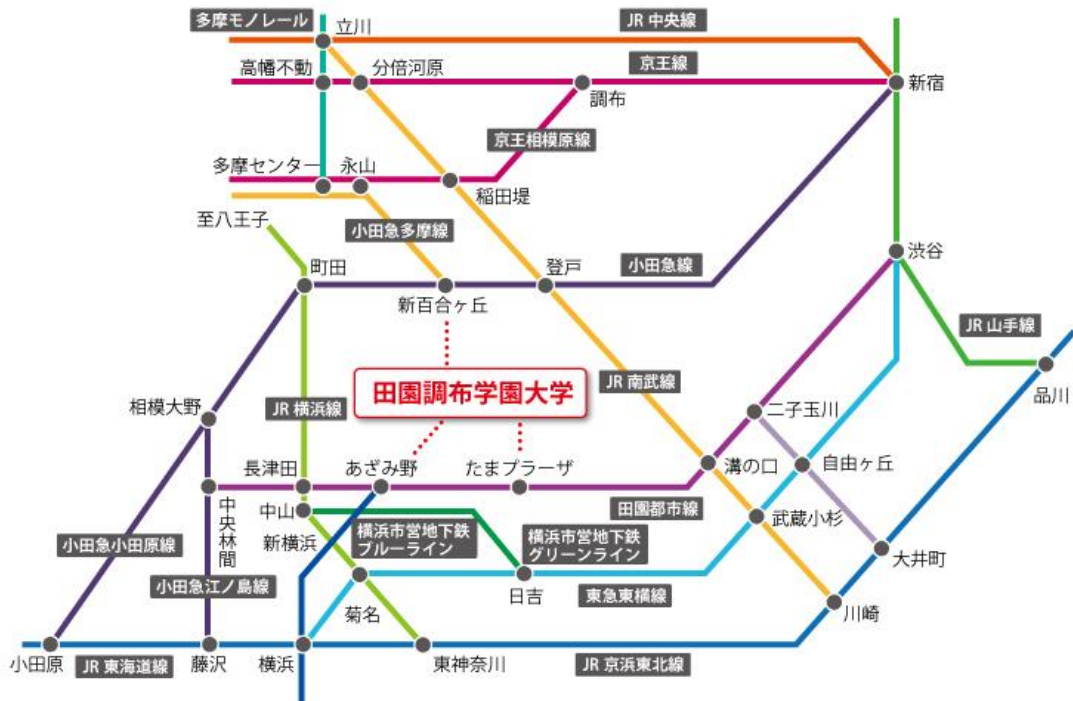 多摩モノレール
立川
JR 中央線
高幡不動
分倍河原
京王線
新宿
調布
京王相模原線
多摩センター
永山
稲田堤
至八王子
小田急多摩線
町田
登戸
小田急線
渋谷
新百合ヶ丘
JR 山手線
田園調布学園大学
JR 南武線
品川
相模大野
JR 横浜線
二子玉川
長津田
あざみ野
たまプラーザ
溝の口
自由ヶ丘
中央林間
中山
田園都市線
武蔵小杉
新横浜
横浜市営地下鉄
ブルーライン
横浜市営地下鉄
グリーンライン
小田急小田原線
大井町
小田急江ノ島線
菊名
日吉
東急東横線
川崎
小田原
JR 東海道線
藤沢
横浜
東神奈川
JR 京浜東北線